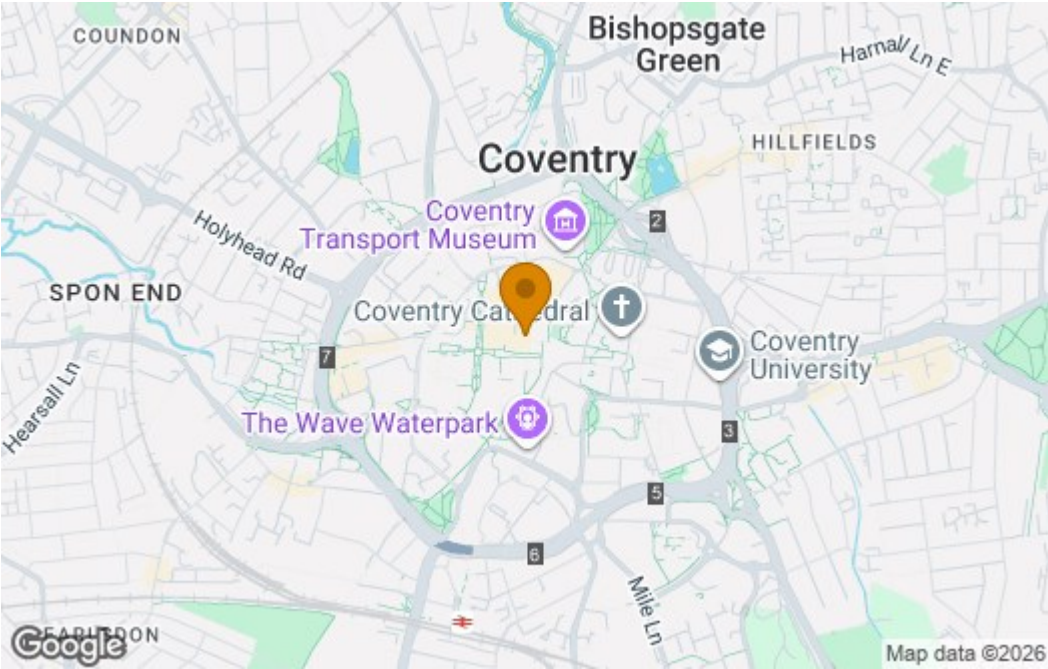 COUNDON
Bishopsgate
Green
Harnall Ln E
HILLFIELDS
Coventry
Coventry
Transport Museum
2
Holyhead Rd
SPON END
Coventry Cathedral
Coventry
University
7
Hearsall Ln
The Wave Waterpark
3
5
6
Mile Ln
EARLSDON
Google
Map data ©2026